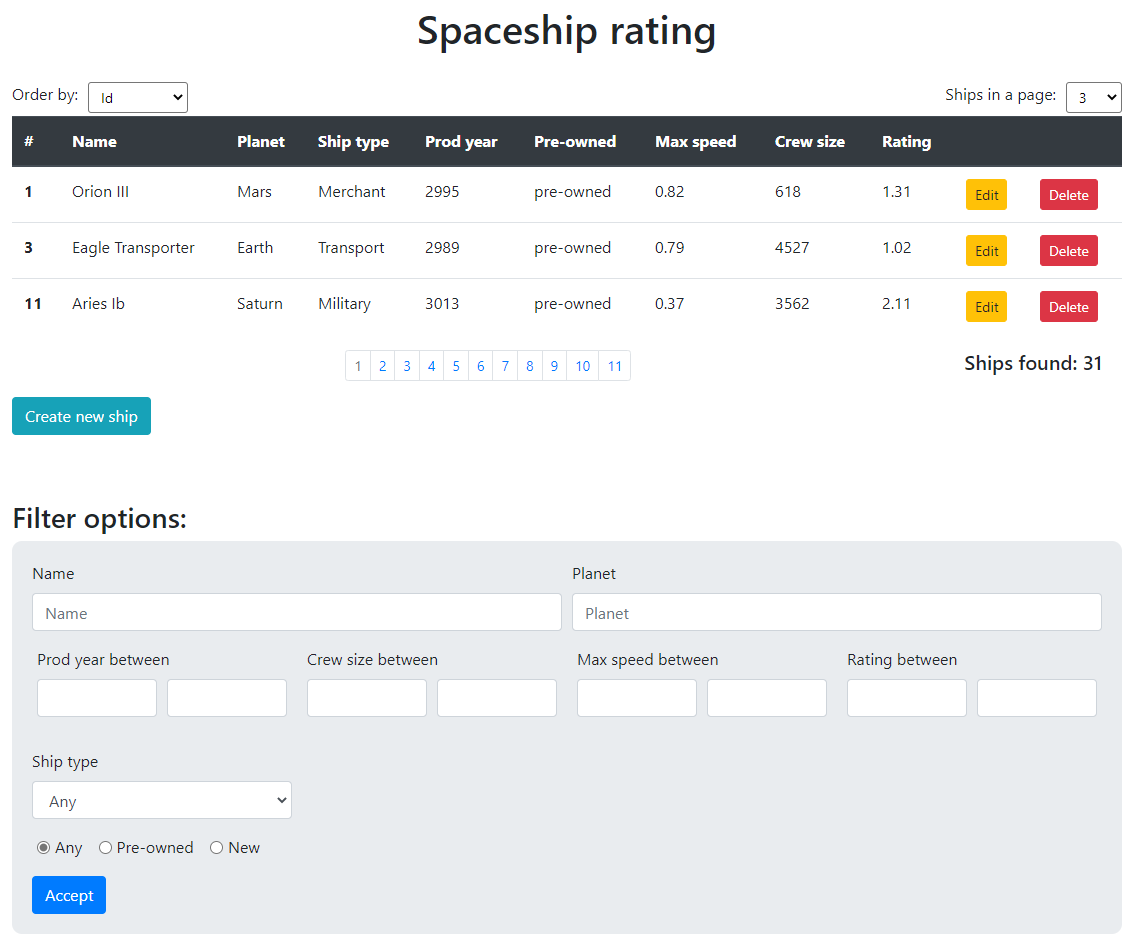 Spaceship rating
Order by: Id Ships in a page: 3
# Name Planet Ship type Prod year Pre-owned Max speed Crew size Rating
1 Orion III Mars Merchant 2995 pre-owned 0.82 618 1.31 Edit Delete
3 Eagle Transporter Earth Transport 2989 pre-owned 0.79 4527 1.02 Edit Delete
11 Aries Ib Saturn Military 3013 pre-owned 0.37 3562 2.11 Edit Delete
1 2 3 4 5 6 7 8 9 10 11 Ships found: 31
Create new ship
Filter options:
Name Planet
Name Planet
Prod year between Crew size between Max speed between Rating between
Ship type
Any
Any Pre-owned New
Accept